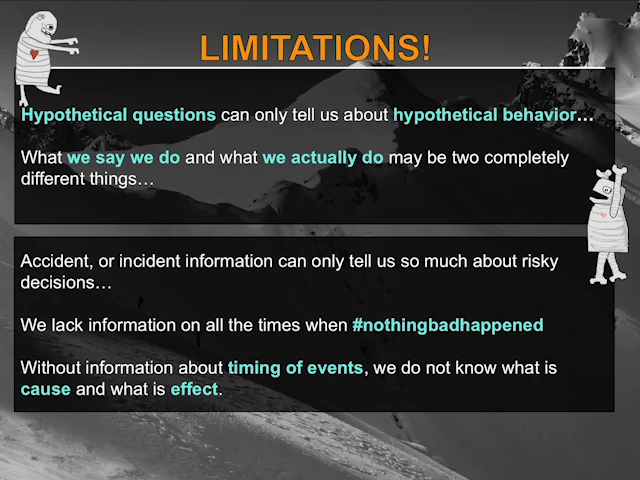 LIMITATIONS!
Hypothetical questions can only tell us about hypothetical behavior…
What we say we do and what we actually do may be two completely
different things…
Accident, or incident information can only tell us so much about risky
decisions…
We lack information on all the times when #nothingbadhappened
Without information about timing of events, we do not know what is
cause and what is effect.